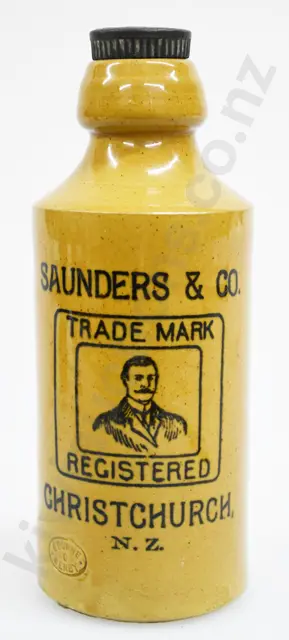 SAUNDERS & CO.
TRADE MARK
REGISTERED
CHRISTCHURCH,
N. Z.